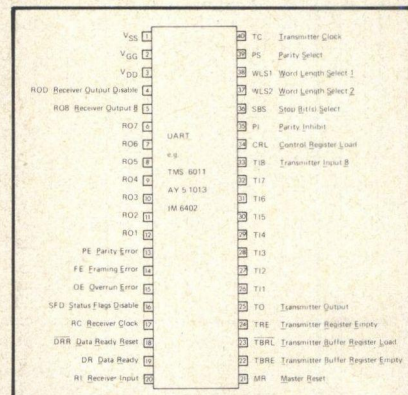 VSS 1
VGG 2
VDD 3
ROD Receiver Output Disable 4
RO8 Receiver Output 8 5
RO7 6
RO6 7
RO5 8
RO4 9
RO3 10
RO2 11
RO1 12
PE Parity Error 13
FE Framing Error 14
OE Overrun Error 15
SFD Status Flags Disable 16
RC Receiver Clock 17
DRR Data Ready Reset 18
DR Data Ready 19
RI Receiver Input 20
UART
e.g.
TMS 6011
AY 5 1013
IM 6402
40 TC Transmitter Clock
39 PS Parity Select
38 WLS1 Word Length Select 1
37 WLS2 Word Length Select 2
36 SBS Stop Bit(s) Select
35 PI Parity Inhibit
34 CRL Control Register Load
33 TI8 Transmitter Input 8
32 TI7
31 TI6
30 TI5
29 TI4
28 TI3
27 TI2
26 TI1
25 TO Transmitter Output
24 TRE Transmitter Register Empty
23 TBRL Transmitter Buffer Register Load
22 TBRE Transmitter Buffer Register Empty
21 MR Master Reset